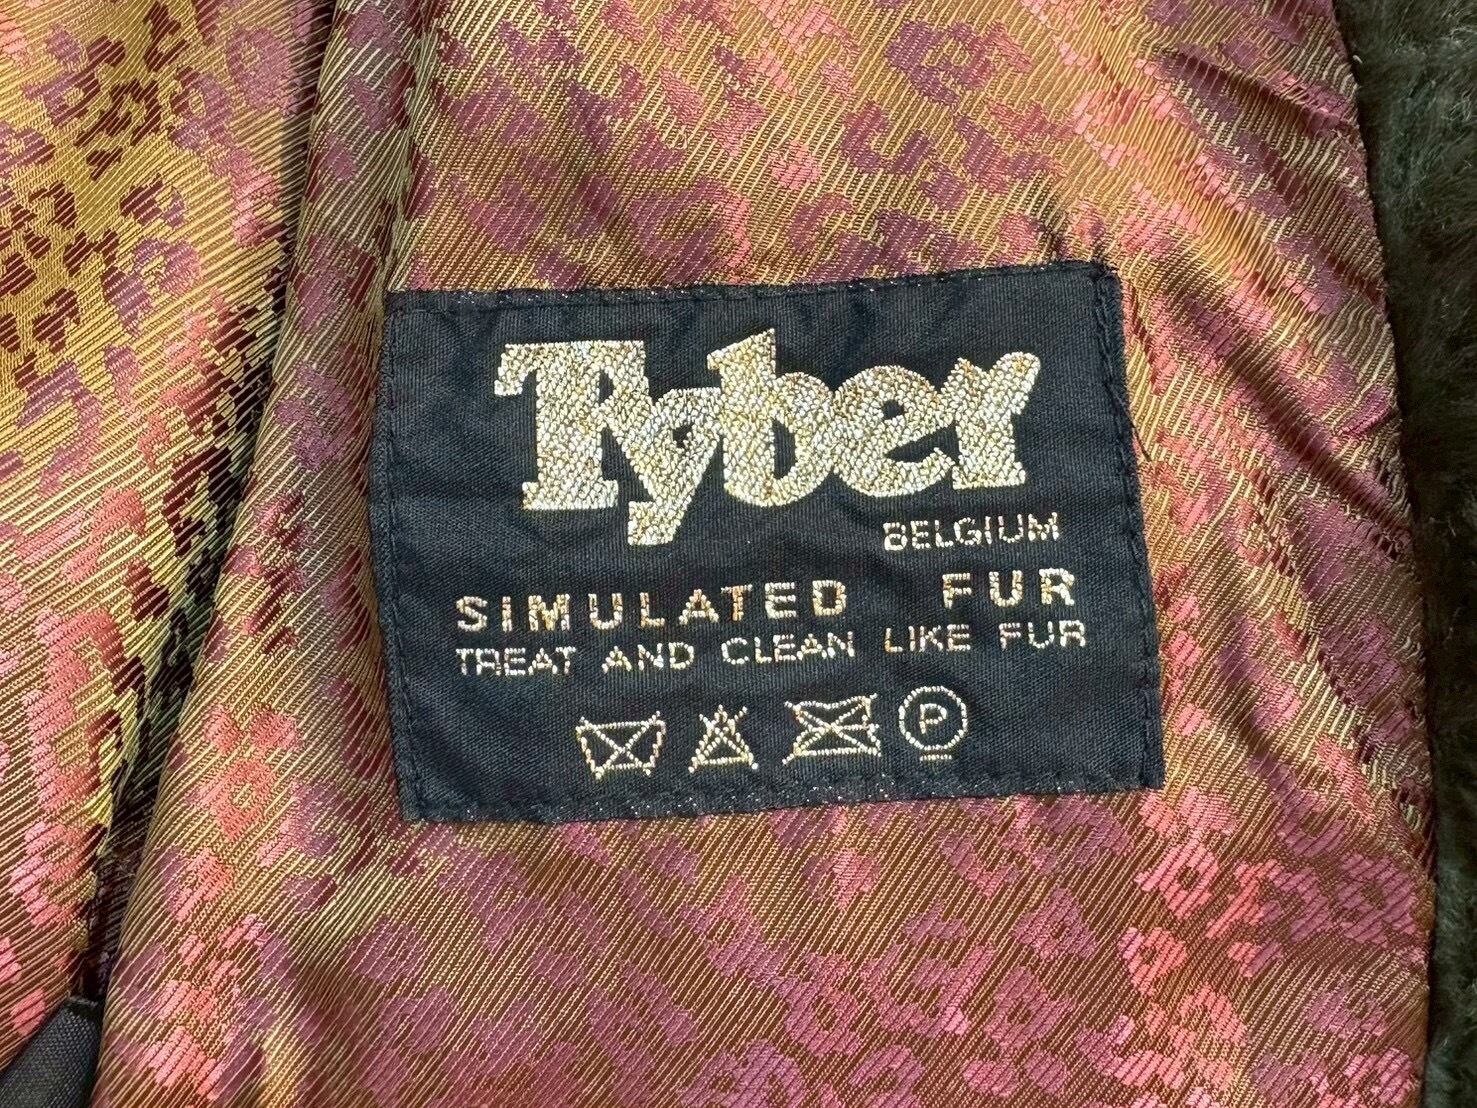 Tyber
BELGIUM
SIMULATED FUR
TREAT AND CLEAN LIKE FUR
P